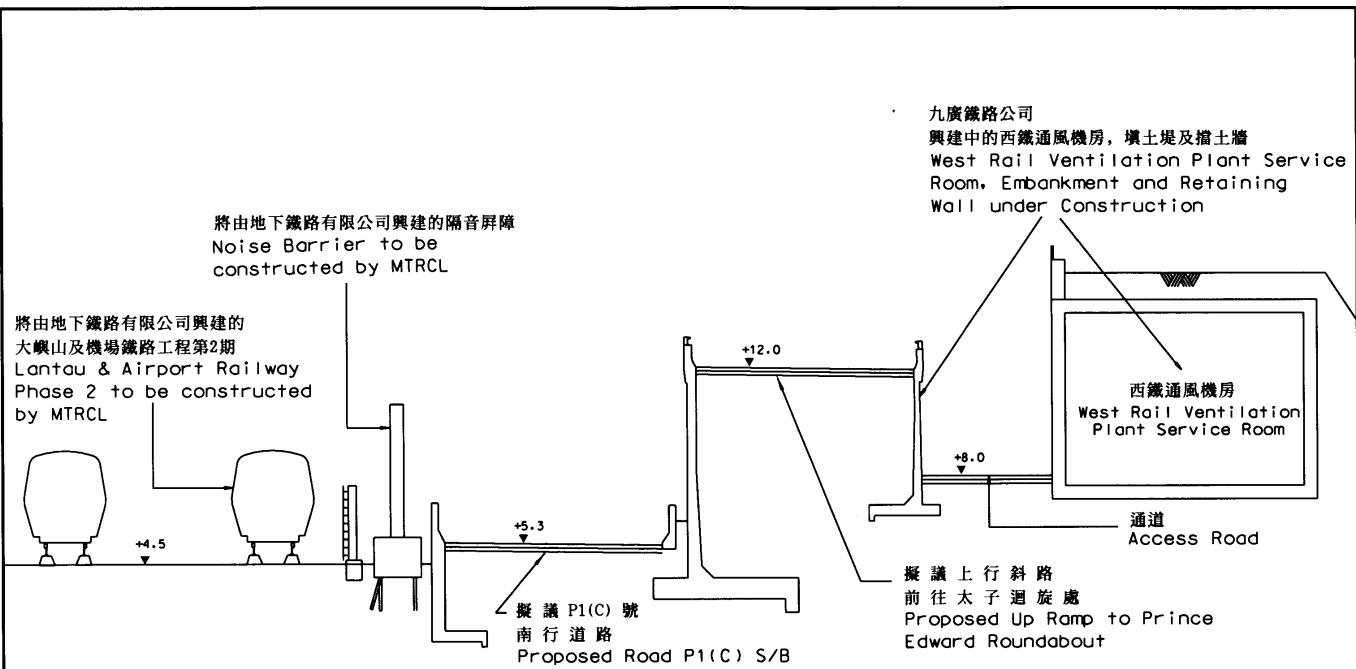 九廣鐵路公司
興建中的西鐵通風機房, 填土堤及擋土牆
West Rail Ventilation Plant Service
Room, Embankment and Retaining
Wall under Construction
將由地下鐵路有限公司興建的隔音屏障
Noise Barrier to be
constructed by MTRCL
將由地下鐵路有限公司興建的
大嶼山及機場鐵路工程第2期
Lantau & Airport Railway
Phase 2 to be constructed
by MTRCL
+12.0
西鐵通風機房
West Rail Ventilation
Plant Service Room
+8.0
+5.3
+4.5
通道
Access Road
擬議上行斜路
前往太子迴旋處
Proposed Up Ramp to Prince
Edward Roundabout
擬議 P1(C) 號
南行道路
Proposed Road P1(C) S/B